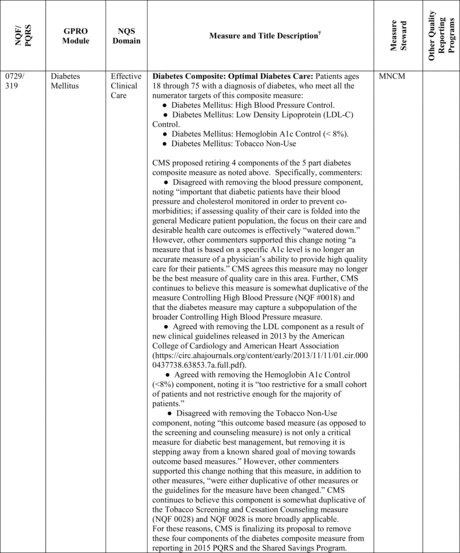 NQF/
PQRS
GPRO
Module
NQS
Domain
Measure and Title Description¥
Measure
Steward
Other Quality
Reporting
Programs
0729/
319
Diabetes
Mellitus
Effective
Clinical
Care
Diabetes Composite: Optimal Diabetes Care: Patients ages
18 through 75 with a diagnosis of diabetes, who meet all the
numerator targets of this composite measure:
● Diabetes Mellitus: High Blood Pressure Control.
● Diabetes Mellitus: Low Density Lipoprotein (LDL-C)
Control.
● Diabetes Mellitus: Hemoglobin A1c Control (< 8%).
● Diabetes Mellitus: Tobacco Non-Use
CMS proposed retiring 4 components of the 5 part diabetes
composite measure as noted above. Specifically, commenters:
● Disagreed with removing the blood pressure component,
noting “important that diabetic patients have their blood
pressure and cholesterol monitored in order to prevent co-
morbidities; if assessing quality of their care is folded into the
general Medicare patient population, the focus on their care and
desirable health care outcomes is effectively “watered down.”
However, other commenters supported this change noting “a
measure that is based on a specific A1c level is no longer an
accurate measure of a physician’s ability to provide high quality
care for their patients.” CMS agrees this measure may no longer
be the best measure of quality care in this area. Further, CMS
continues to believe this measure is somewhat duplicative of the
measure Controlling High Blood Pressure (NQF #0018) and
that the diabetes measure may capture a subpopulation of the
broader Controlling High Blood Pressure measure.
● Agreed with removing the LDL component as a result of
new clinical guidelines released in 2013 by the American
College of Cardiology and American Heart Association
(https://circ.ahajournals.org/content/early/2013/11/11/01.cir.000
0437738.63853.7a.full.pdf).
● Agreed with removing the Hemoglobin A1c Control
(<8%) component, noting it is “too restrictive for a small cohort
of patients and not restrictive enough for the majority of
patients.”
● Disagreed with removing the Tobacco Non-Use
component, noting “this outcome based measure (as opposed to
the screening and counseling measure) is not only a critical
measure for diabetic best management, but removing it is
stepping away from a known shared goal of moving towards
outcome based measures.” However, other commenters
supported this change nothing that this measure, in addition to
other measures, “were either duplicative of other measures or
the guidelines for the measure have been changed.” CMS
continues to believe this component is somewhat duplicative of
the Tobacco Screening and Cessation Counseling measure
(NQF 0028) and NQF 0028 is more broadly applicable.
For these reasons, CMS is finalizing its proposal to remove
these four components of the diabetes composite measure from
reporting in 2015 PQRS and the Shared Savings Program.
MNCM